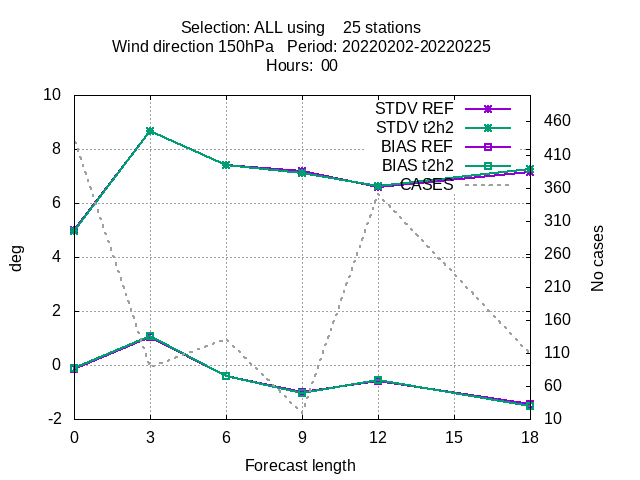 Selection: ALL using    25 stations
Wind direction 150hPa   Period: 20220202-20220225
Hours:  00
10
8
6
4
2
0
-2
deg
STDV REF
STDV t2h2
BIAS REF
BIAS t2h2
CASES
460
410
360
310
260
210
160
110
60
10
No cases
0 3 6 9 12 15 18
Forecast length